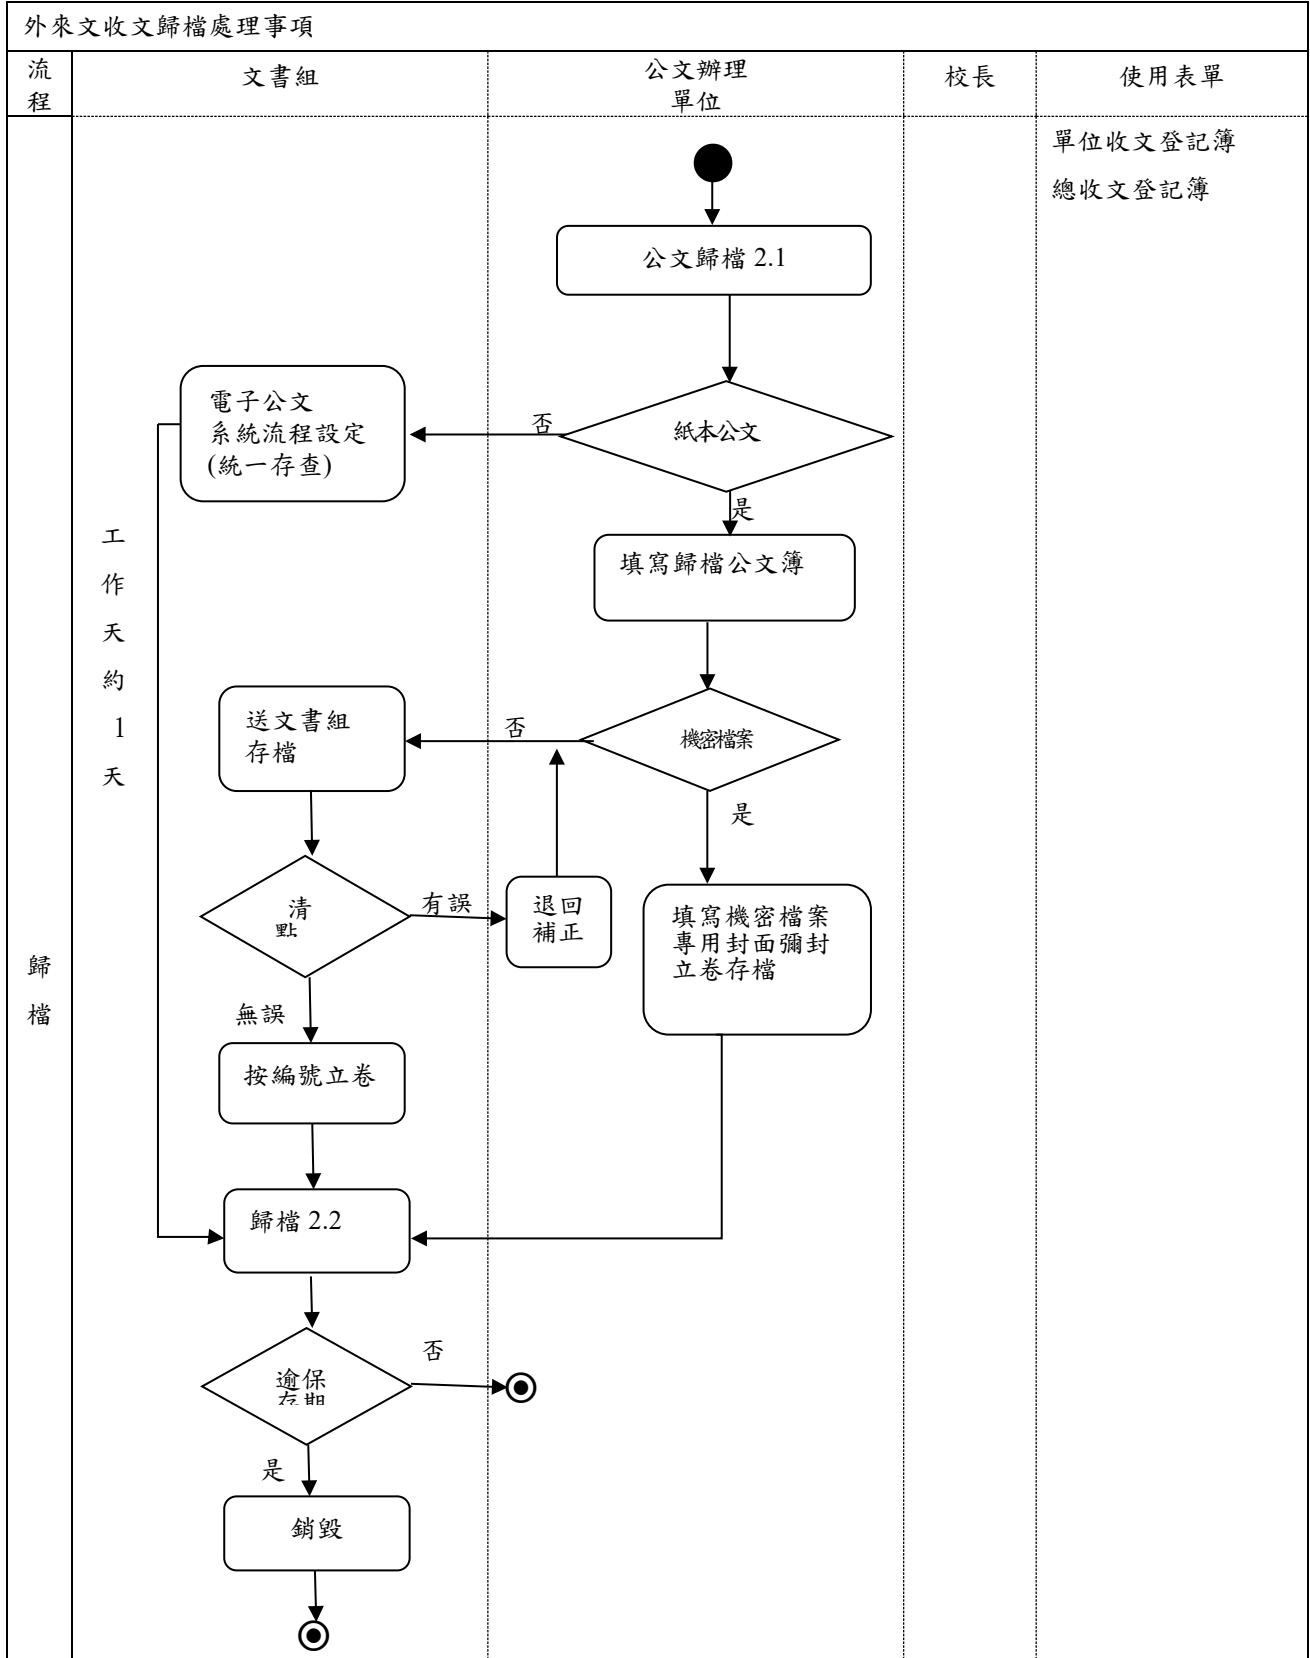 外來文收文歸檔處理事項
流程
文書組
公文辦理
單位
校長
使用表單
單位收文登記簿
總收文登記簿
公文歸檔 2.1
電子公文
系統流程設定
(統一存查)
否
紙本公文
是
填寫歸檔公文簿
工作天約1天
送文書組
存檔
否
機密檔案
是
清
點
有誤
退回
補正
填寫機密檔案
專用封面彌封
立卷存檔
歸檔
無誤
按編號立卷
歸檔 2.2
逾保
存期
否
是
銷毀